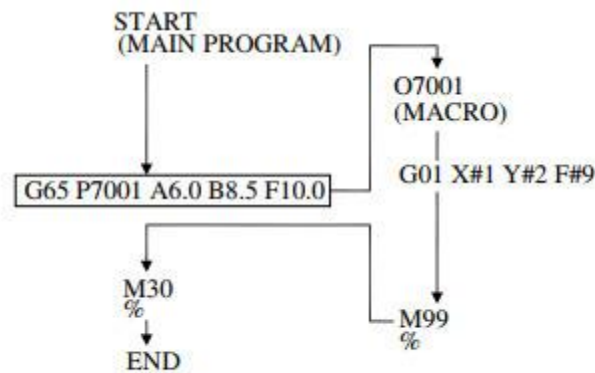 START
(MAIN PROGRAM)
G65 P7001 A6.0 B8.5 F10.0
O7001
(MACRO)
G01 X#1 Y#2 F#9
M99
%
M30
%
END